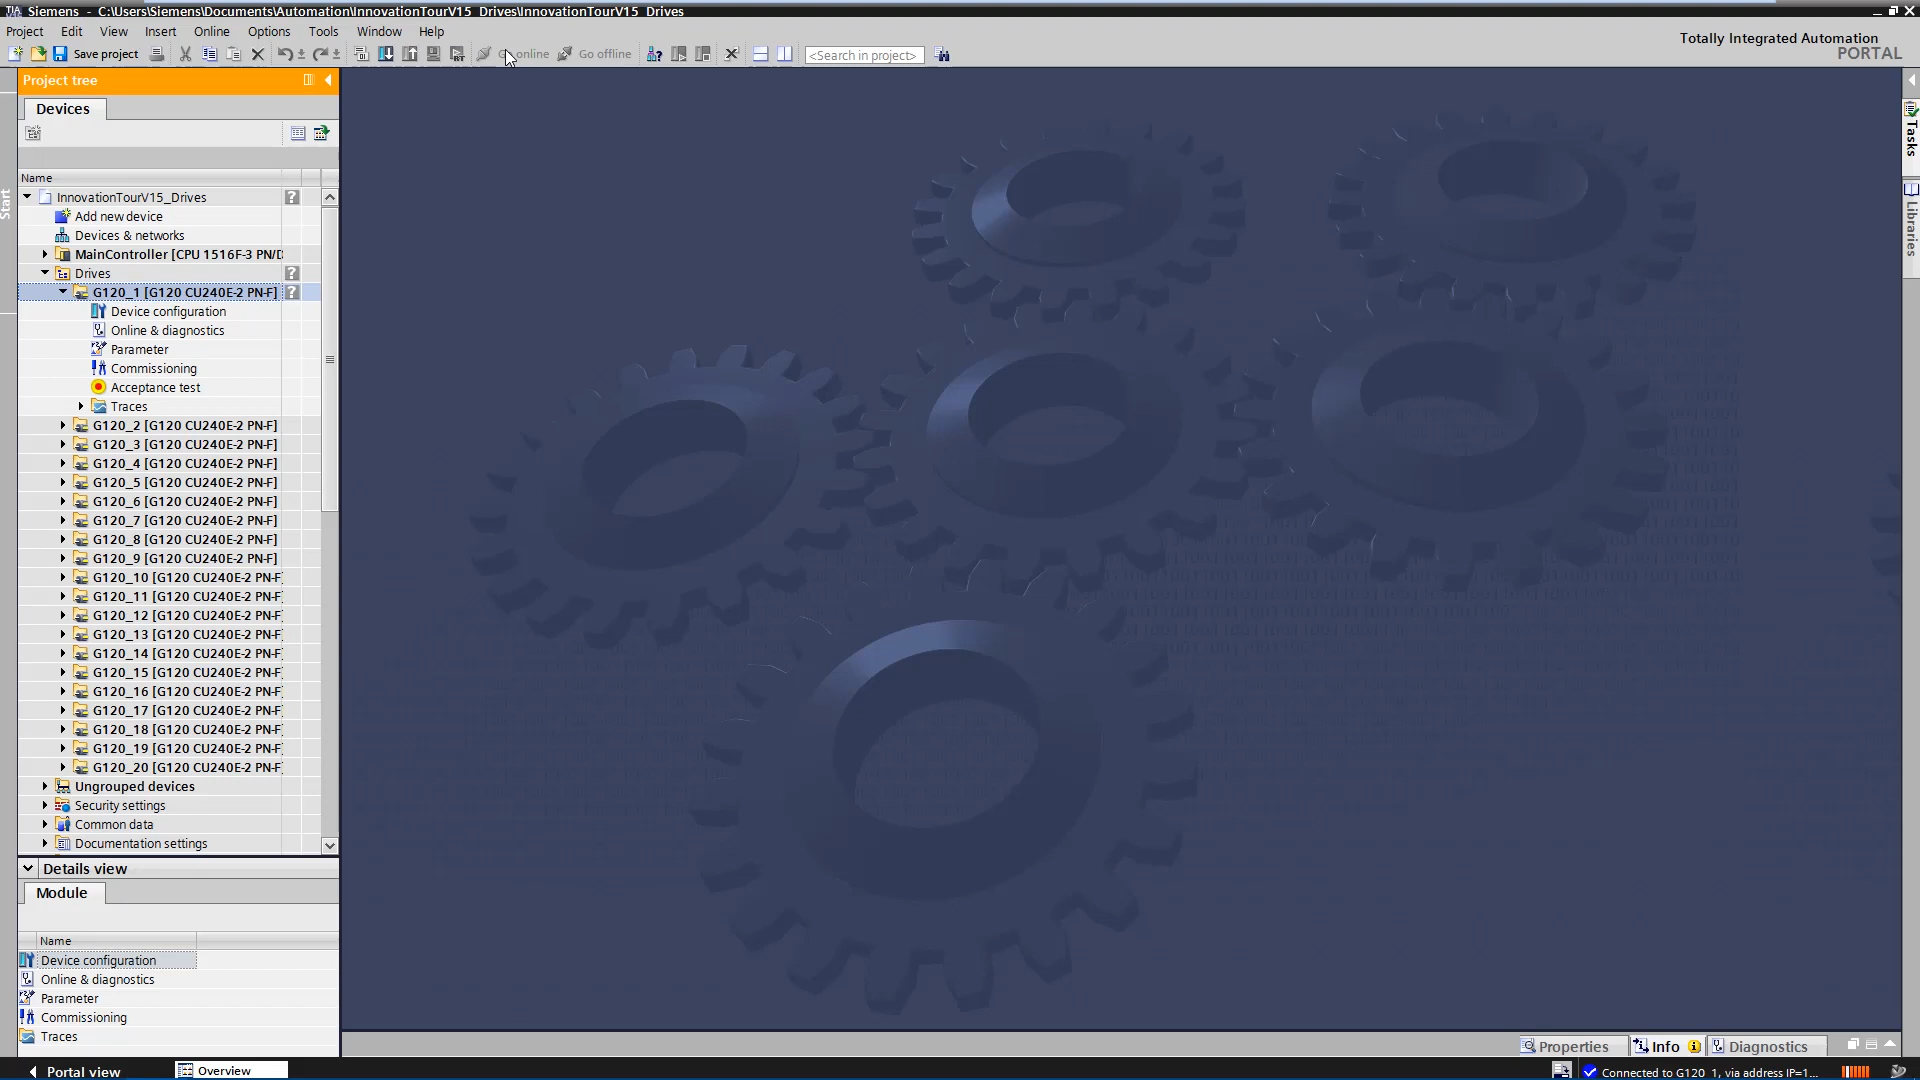 Siemens - C:\Users\Siemens\Documents\Automation\InnovationTourV15_Drives\InnovationTourV15_Drives
Project Edit View Insert Online Options Tools Window Help
Totally Integrated Automation
PORTAL
Save project
online Go offline
<Search in project>
Project tree
Devices
Name
InnovationTourV15_Drives
Add new device
Devices & networks
MainController [CPU 1516F-3 PN/D
Drives
G120_1 [G120 CU240E-2 PN-F]
Device configuration
Online & diagnostics
Parameter
Commissioning
Acceptance test
Traces
G120_2 [G120 CU240E-2 PN-F]
G120_3 [G120 CU240E-2 PN-F]
G120_4 [G120 CU240E-2 PN-F]
G120_5 [G120 CU240E-2 PN-F]
G120_6 [G120 CU240E-2 PN-F]
G120_7 [G120 CU240E-2 PN-F]
G120_8 [G120 CU240E-2 PN-F]
G120_9 [G120 CU240E-2 PN-F]
G120_10 [G120 CU240E-2 PN-F]
G120_11 [G120 CU240E-2 PN-F]
G120_12 [G120 CU240E-2 PN-F]
G120_13 [G120 CU240E-2 PN-F]
G120_14 [G120 CU240E-2 PN-F]
G120_15 [G120 CU240E-2 PN-F]
G120_16 [G120 CU240E-2 PN-F]
G120_17 [G120 CU240E-2 PN-F]
G120_18 [G120 CU240E-2 PN-F]
G120_19 [G120 CU240E-2 PN-F]
G120_20 [G120 CU240E-2 PN-F]
Ungrouped devices
Security settings
Common data
Documentation settings
Details view
Module
Name
Device configuration
Online & diagnostics
Parameter
Commissioning
Traces
Start
Tasks
Libraries
Properties Info Diagnostics
Portal view Overview
Connected to G120_1, via address IP=1...